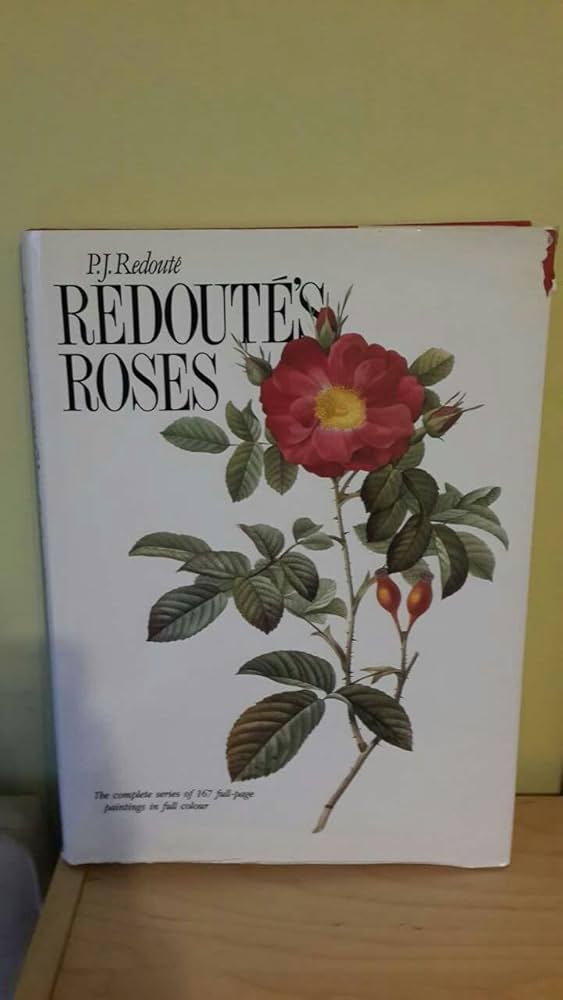 P.J. Redouté
REDOUTÉ'S
ROSES
The complete series of 167 full-page
paintings in full colour